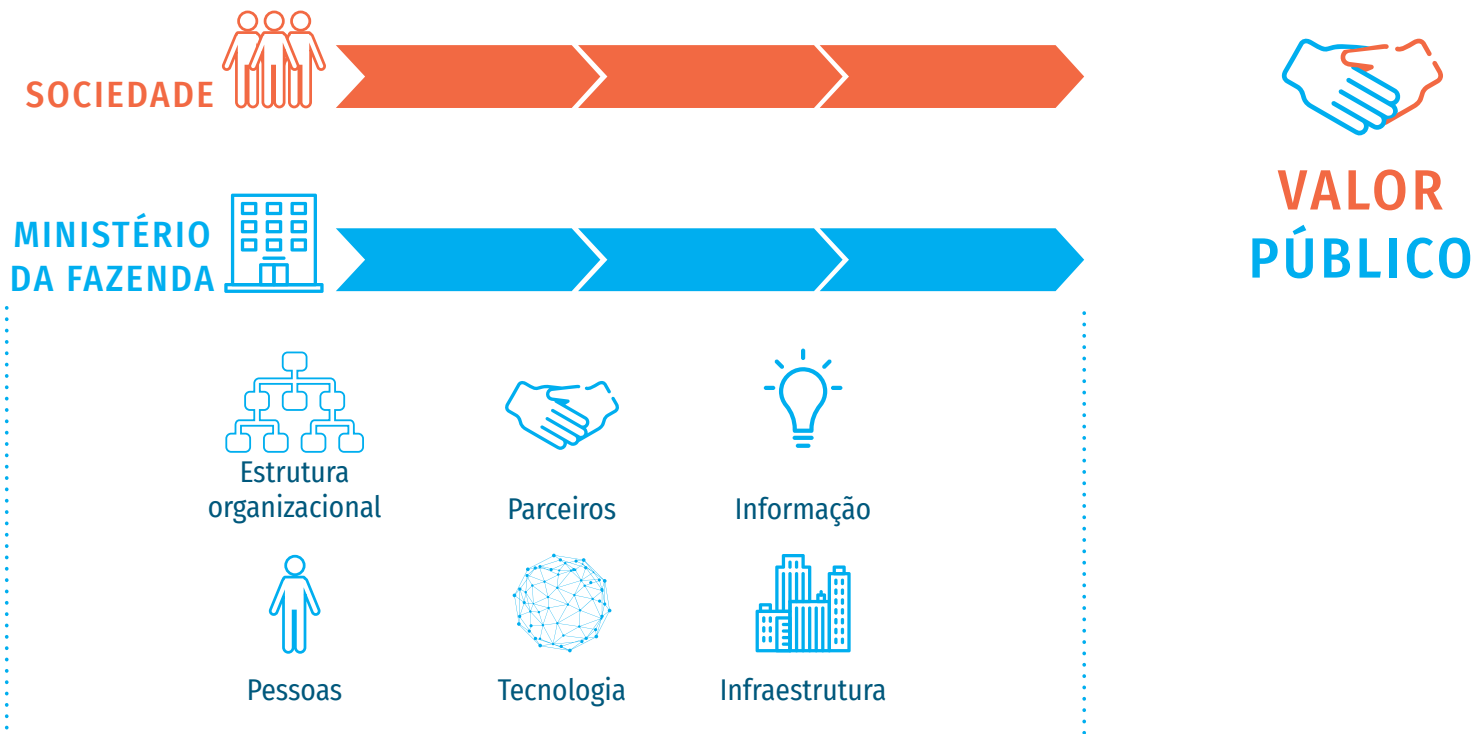 SOCIEDADE
MINISTÉRIO
DA FAZENDA
VALOR
PÚBLICO
Estrutura
organizacional
Parceiros
Informação
Pessoas
Tecnologia
Infraestrutura